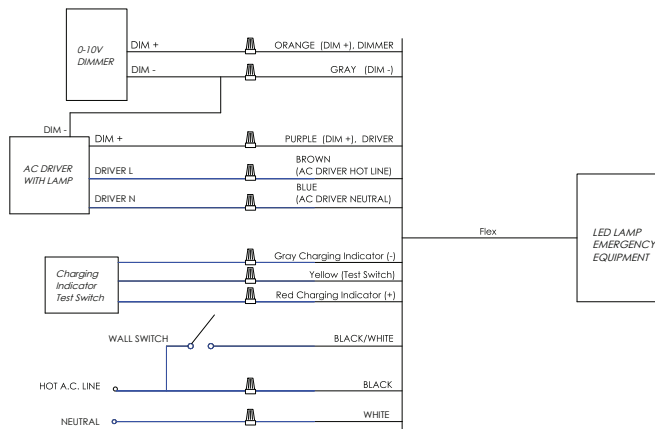 0-10V
DIMMER
DIM +
ORANGE (DIM +), DIMMER
DIM -
GRAY (DIM -)
DIM -
DIM +
PURPLE (DIM +), DRIVER
AC DRIVER
WITH LAMP
DRIVER L
BROWN
(AC DRIVER HOT LINE)
DRIVER N
BLUE
(AC DRIVER NEUTRAL)
Flex
LED LAMP
EMERGENCY
EQUIPMENT
Charging
Indicator
Test Switch
Gray Charging Indicator (-)
Yellow (Test Switch)
Red Charging Indicator (+)
WALL SWITCH
BLACK/WHITE
HOT A.C. LINE
BLACK
NEUTRAL
WHITE